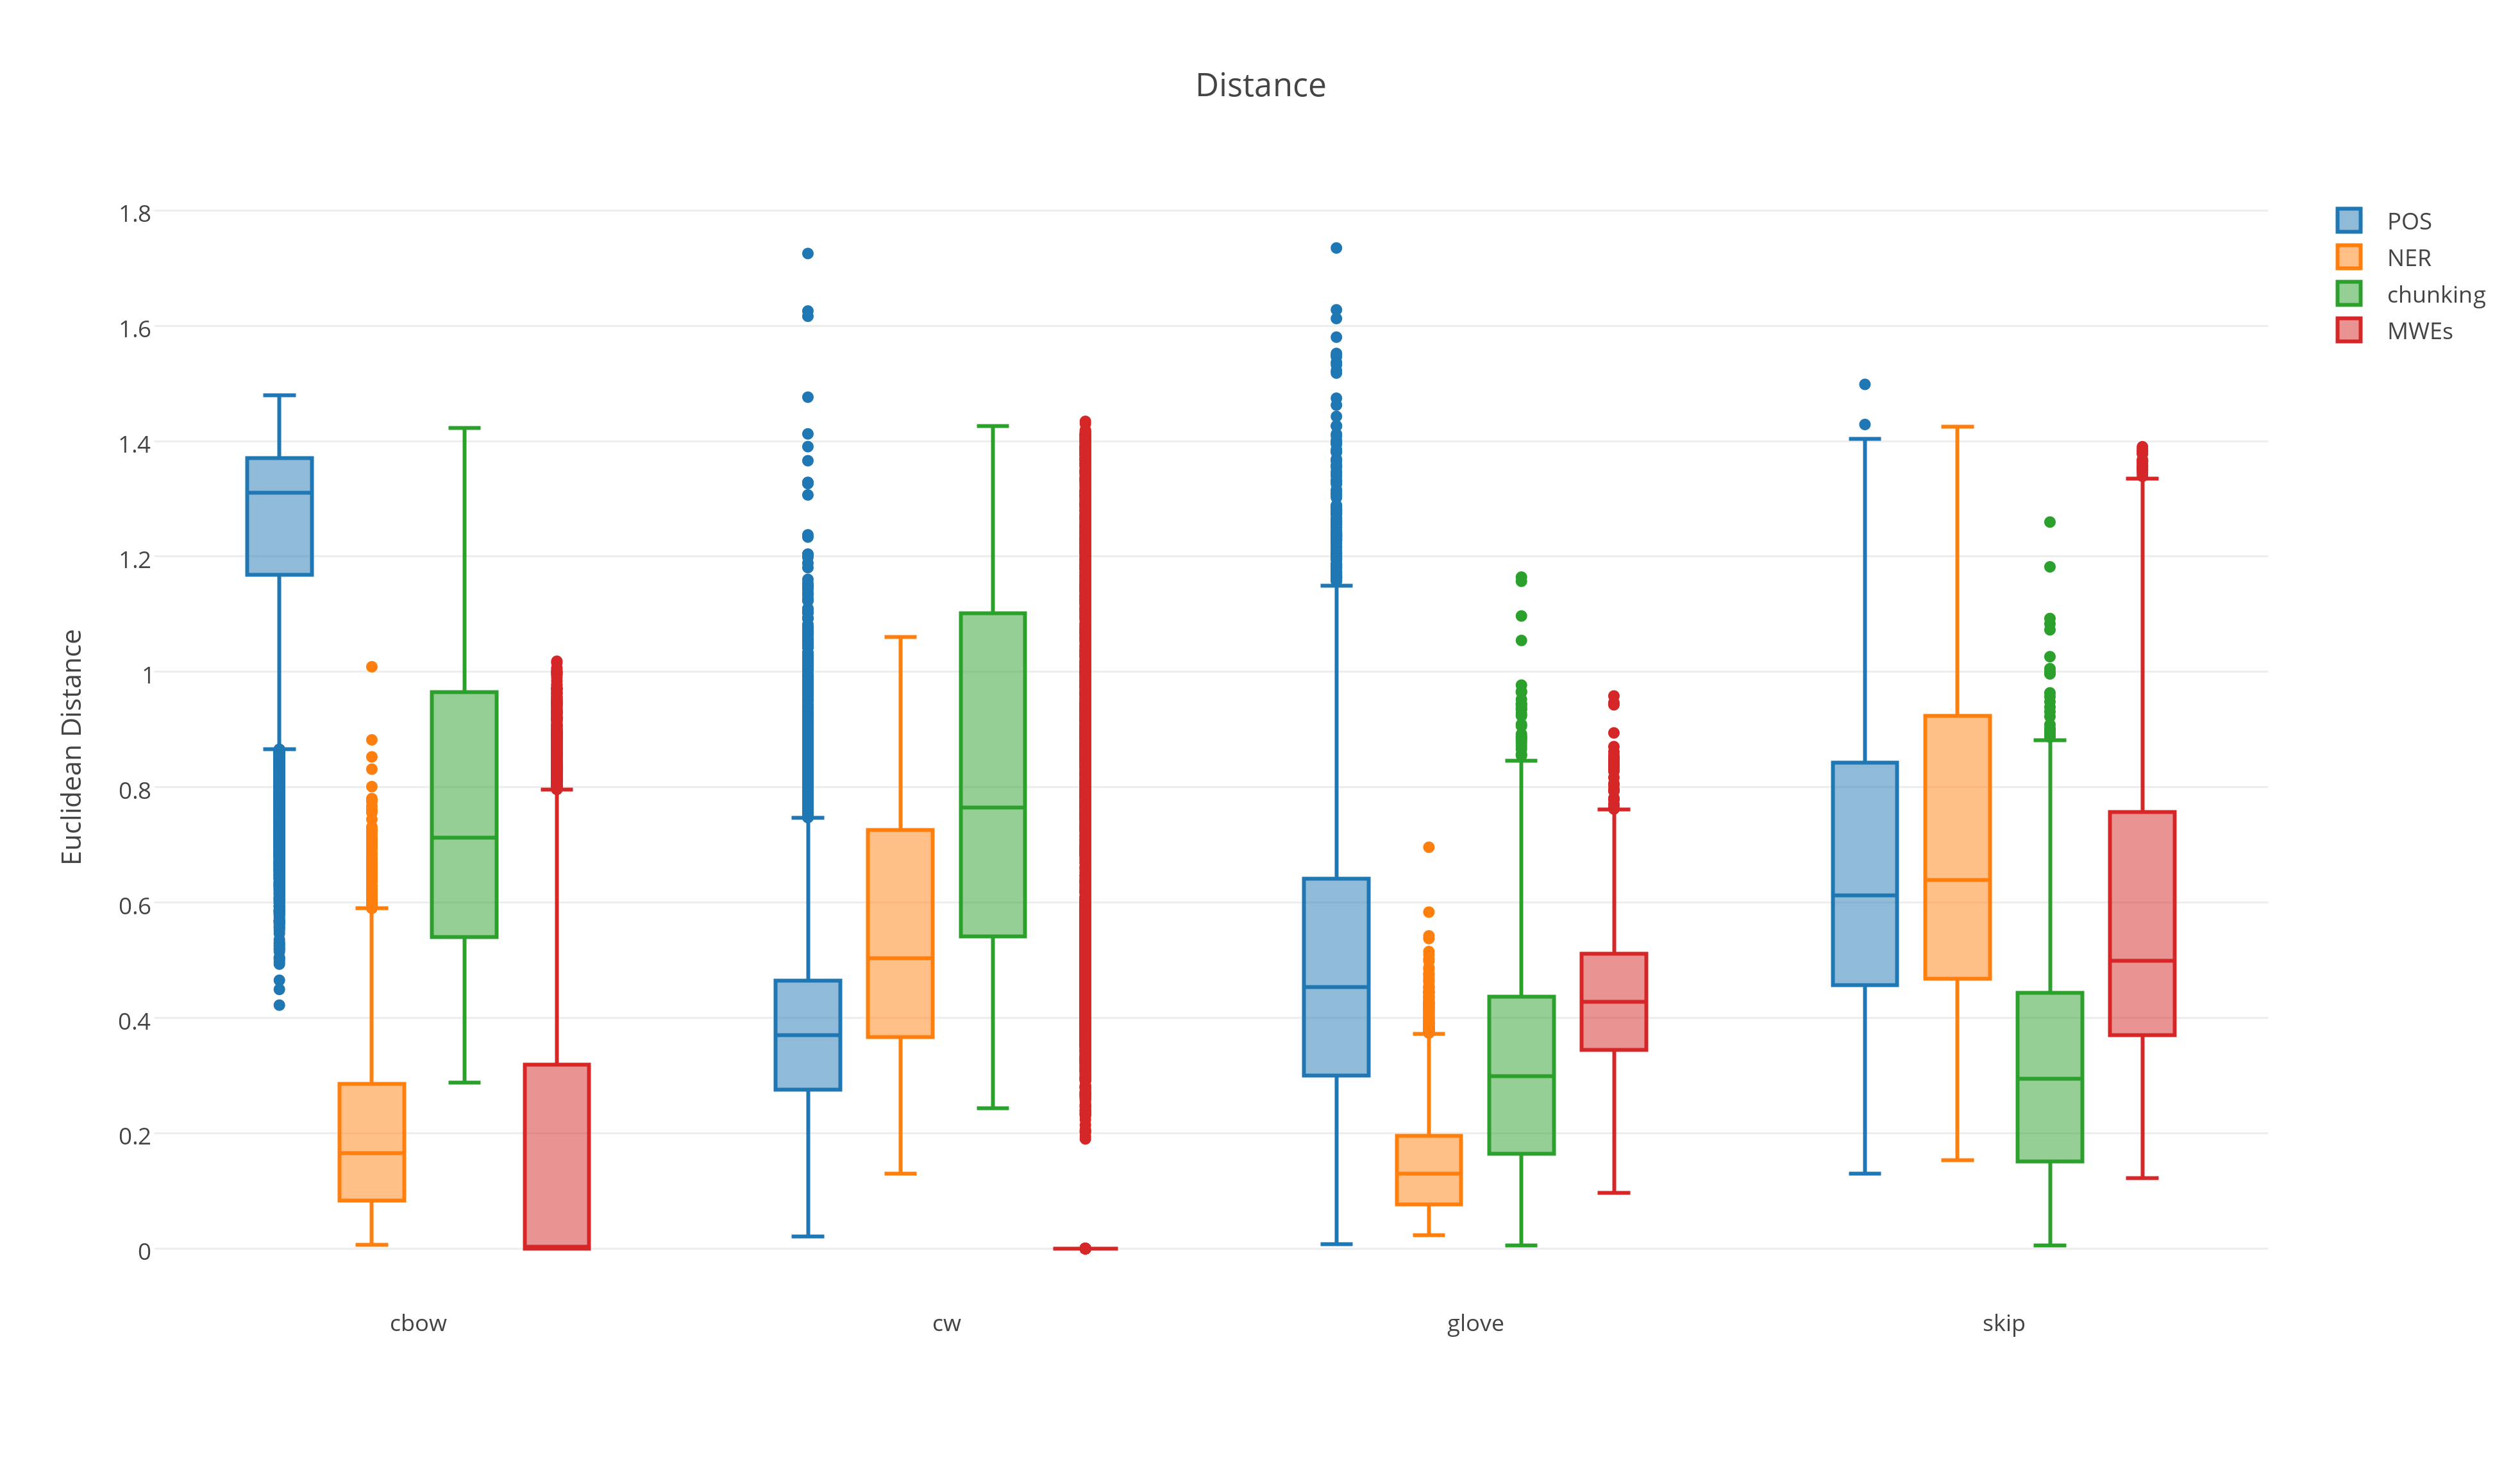 Distance
Euclidean Distance
1.8
1.6
1.4
1.2
1
0.8
0.6
0.4
0.2
0
cbow
cw
glove
skip
POS
NER
chunking
MWEs